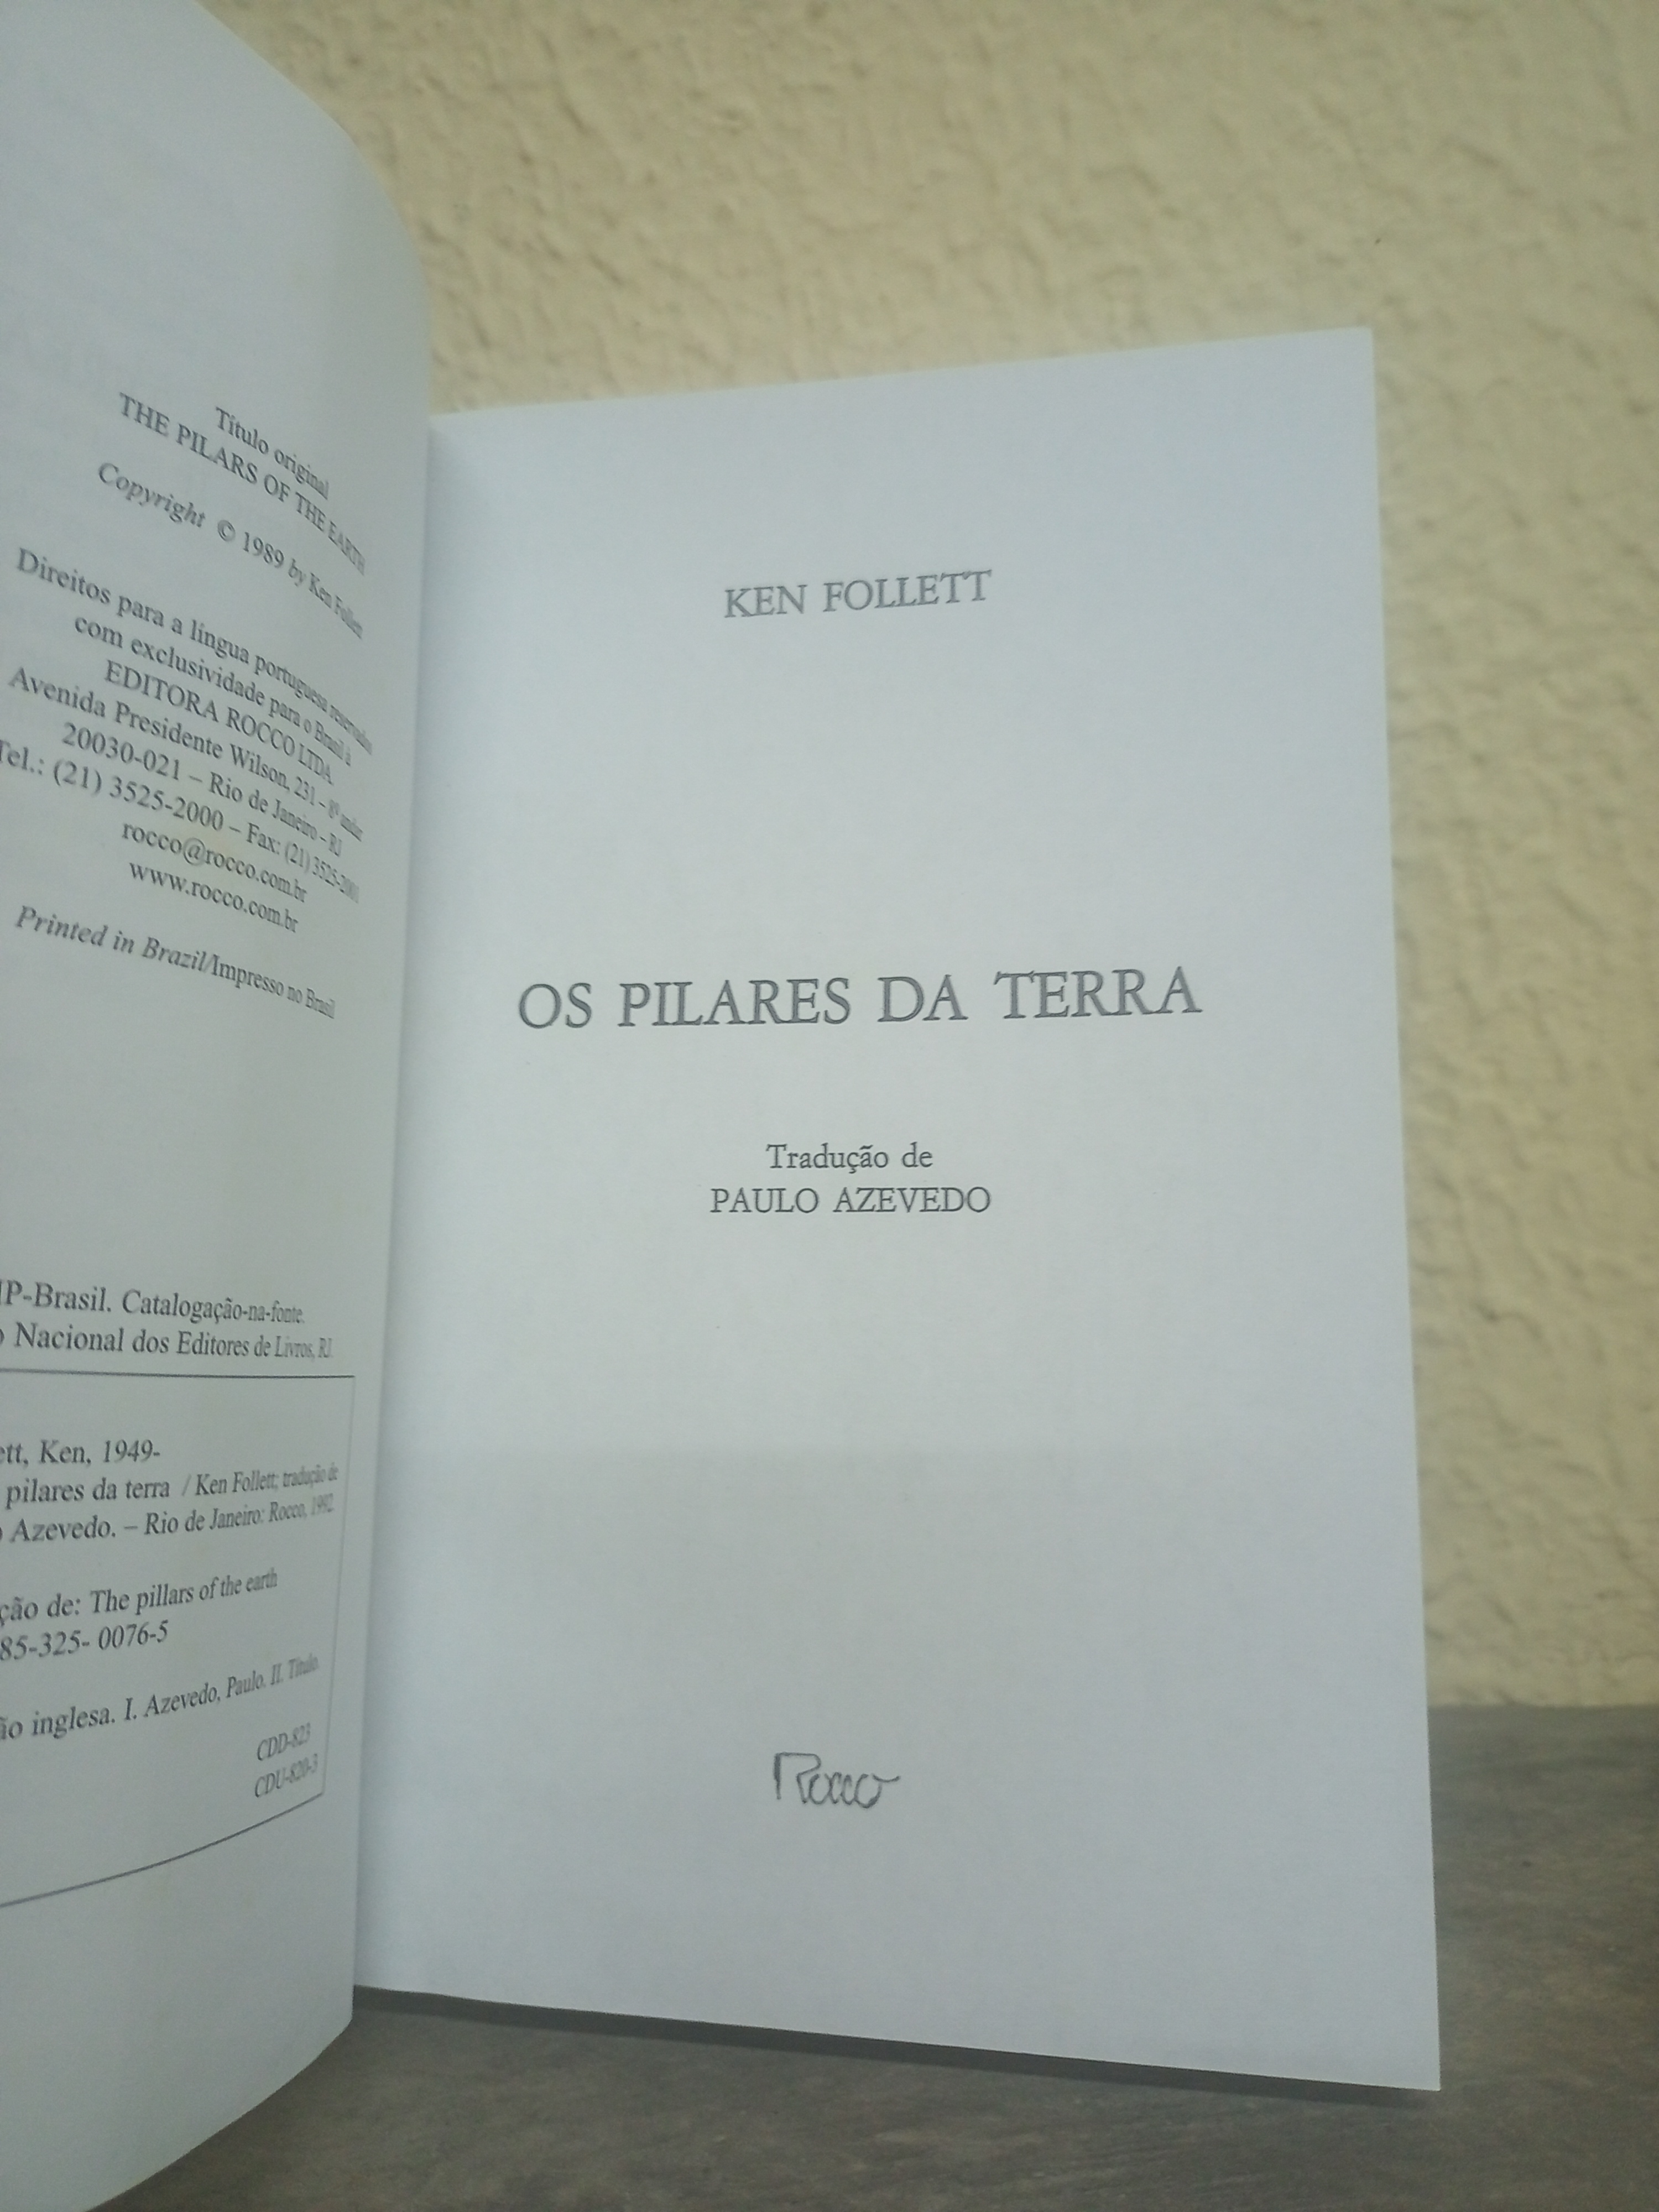 Título original
THE PILARS OF THE EARTH
Copyright © 1989 by Ken Follett
Direitos para a língua portuguesa reservados
com exclusividade para o Brasil à
EDITORA ROCCO LTDA.
Avenida Presidente Wilson, 231 – 8º andar
20030-021 – Rio de Janeiro – RJ
Tel.: (21) 3525-2000 – Fax: (21) 3525-2001
rocco@rocco.com.br
www.rocco.com.br
Printed in Brazil/Impresso no Brasil
IP-Brasil. Catalogação-na-fonte.
Nacional dos Editores de Livros, RJ.
ett, Ken, 1949-
pilares da terra / Ken Follett; tradução de
Azevedo. – Rio de Janeiro: Rocco, 1992
ção de: The pillars of the earth
85-325- 0076-5
ão inglesa. I. Azevedo, Paulo. II. Título.
CDD-823
CDU-820-3
KEN FOLLETT
OS PILARES DA TERRA
Tradução de
PAULO AZEVEDO
Rocco